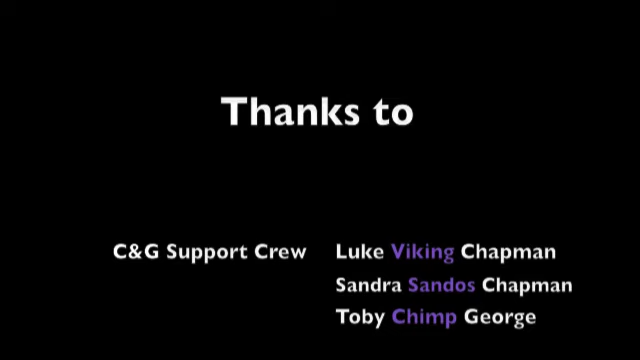 Thanks to
C&G Support Crew Luke Viking Chapman
Sandra Sandos Chapman
Toby Chimp George